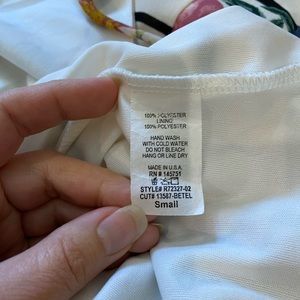 100% POLYESTER
LINING:
100% POLYESTER
HAND WASH
WITH COLD WATER
DO NOT BLEACH
HANG OR LINE DRY
MADE IN U.S.A.
RN # 145751
STYLE# R72327-02
CUT# 13587-BETEL
Small